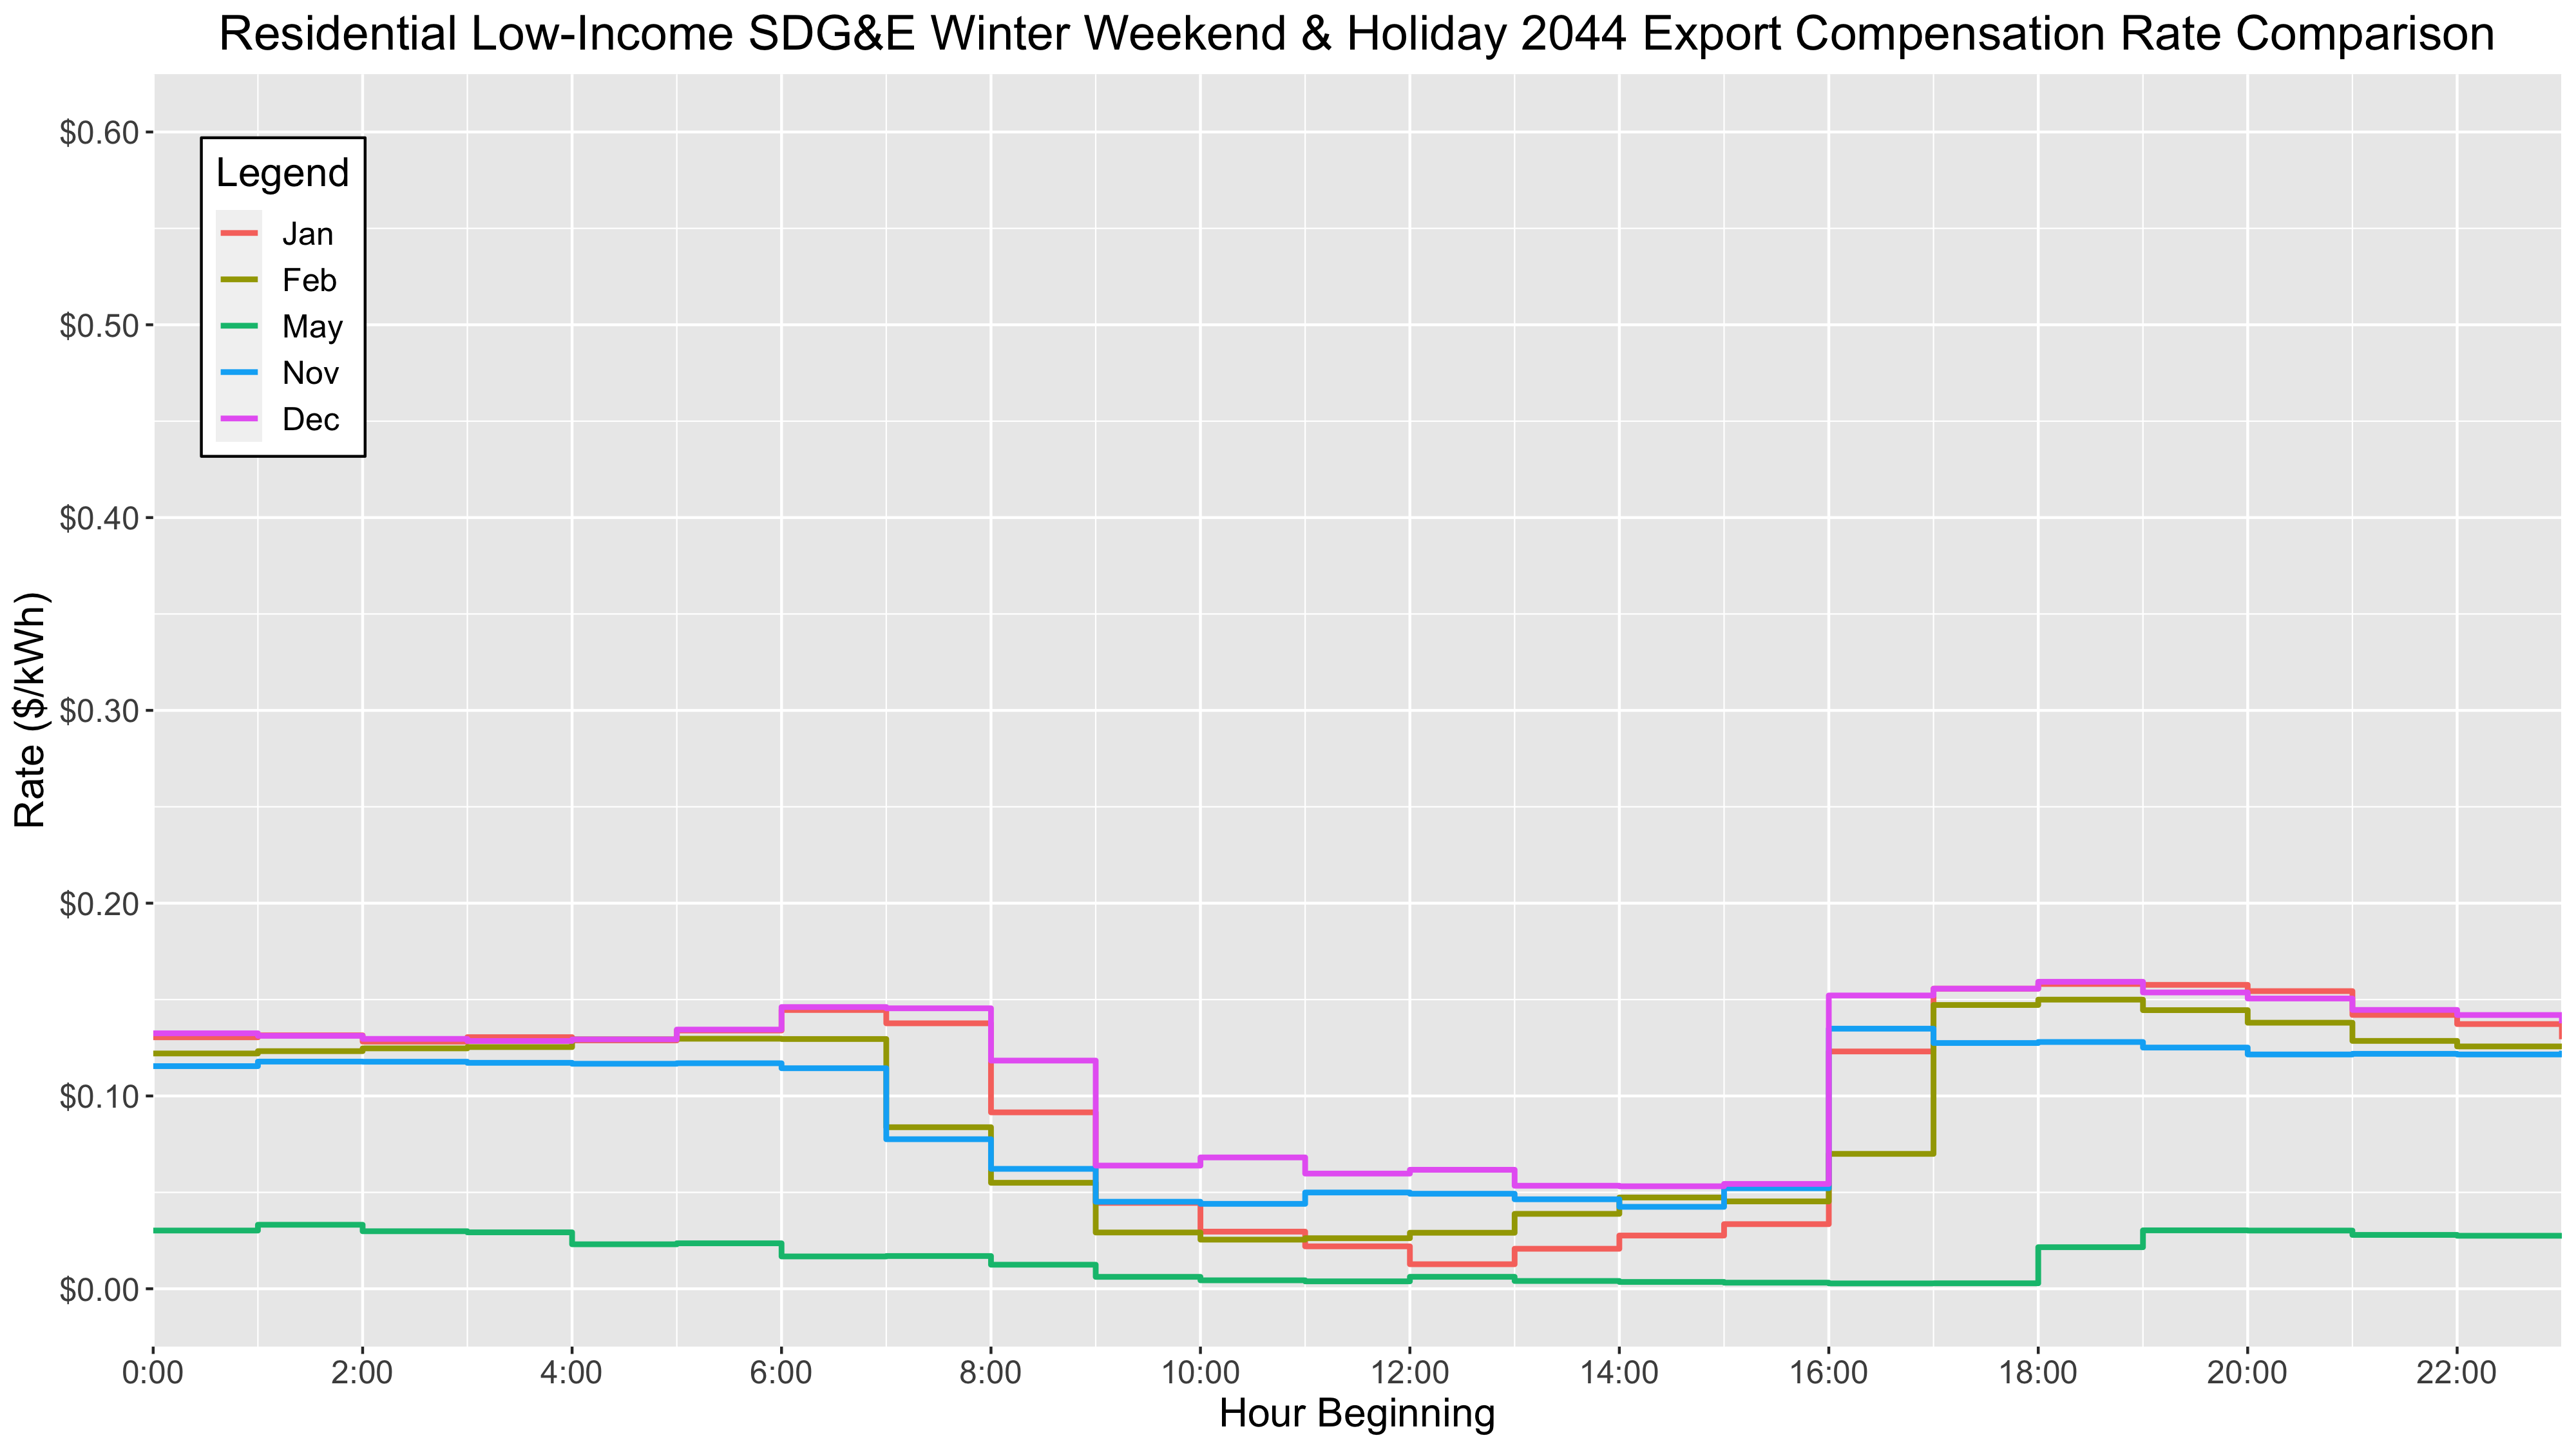 Residential Low-Income SDG&E Winter Weekend & Holiday 2044 Export Compensation Rate Comparison
Legend
Jan
Feb
May
Nov
Dec
Rate ($/kWh)
$0.60
$0.50
$0.40
$0.30
$0.20
$0.10
$0.00
0:00 2:00 4:00 6:00 8:00 10:00 12:00 14:00 16:00 18:00 20:00 22:00
Hour Beginning